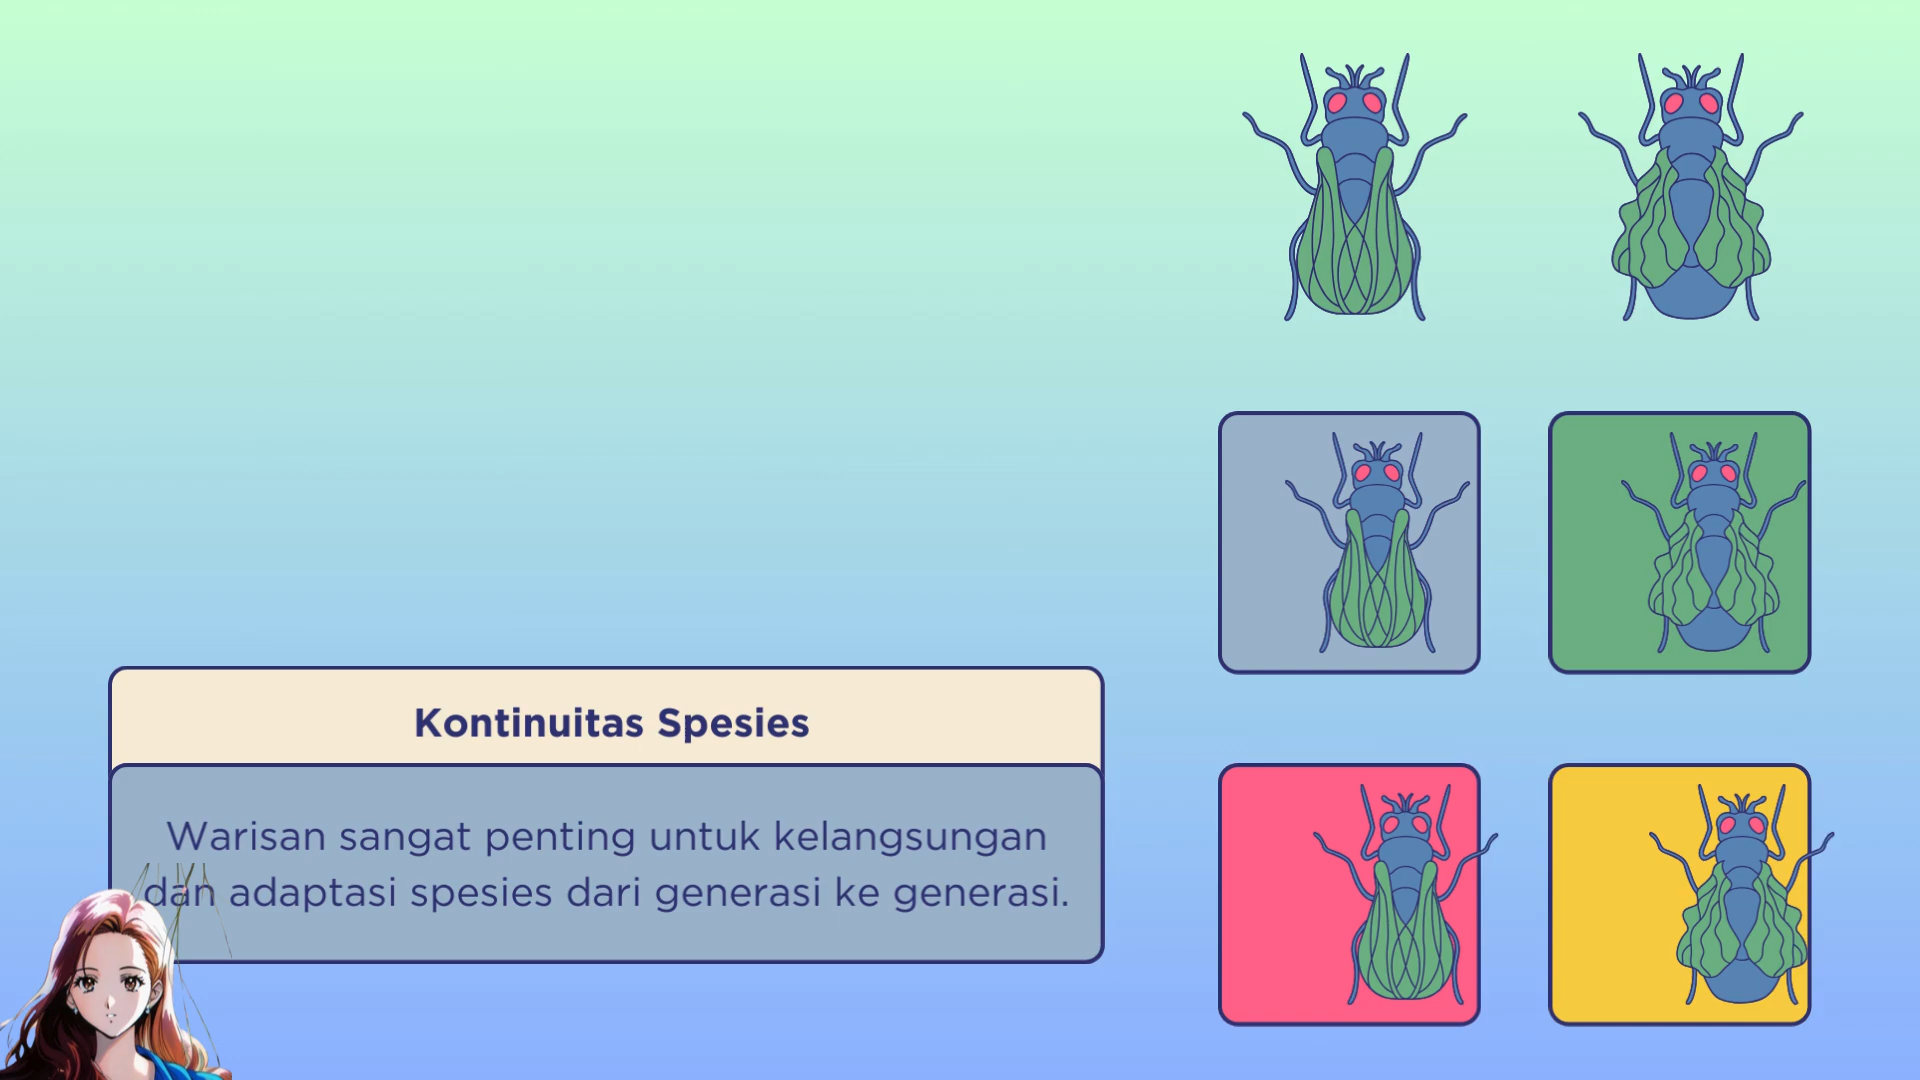 Kontinuitas Spesies
Warisan sangat penting untuk kelangsungan
dan adaptasi spesies dari generasi ke generasi.